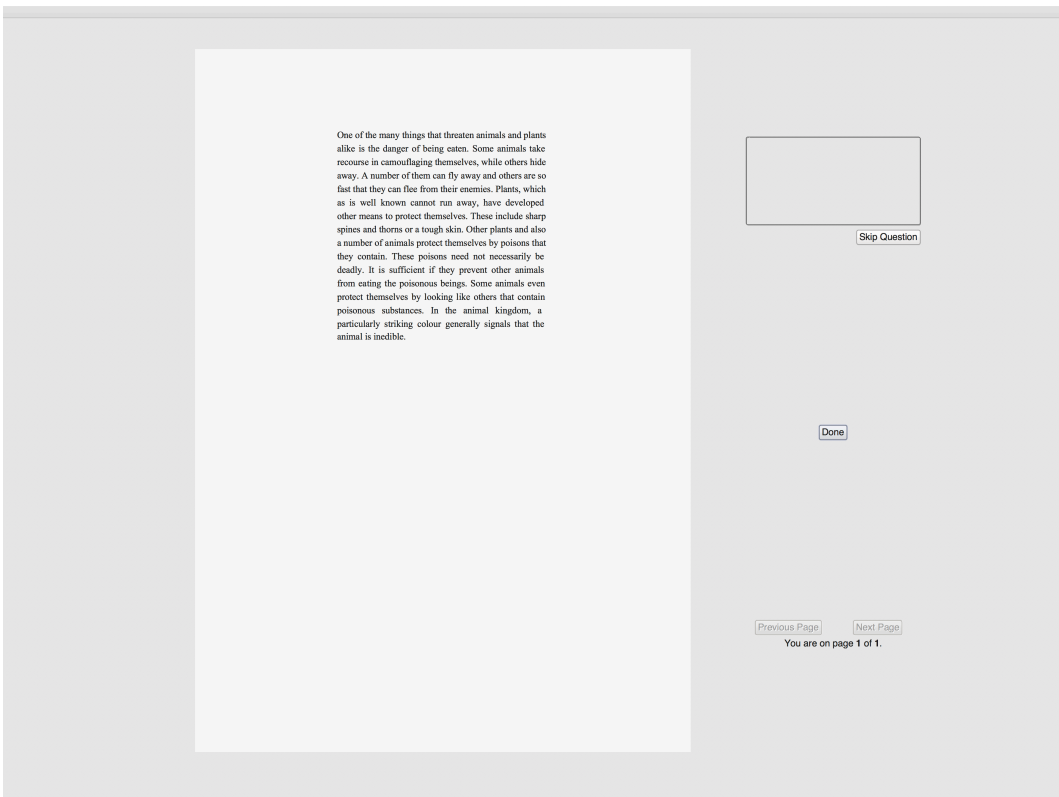 One of the many things that threaten animals and plants
alike is the danger of being eaten. Some animals take
recourse in camouflaging themselves, while others hide
away. A number of them can fly away and others are so
fast that they can flee from their enemies. Plants, which
as is well known cannot run away, have developed
other means to protect themselves. These include sharp
spines and thorns or a tough skin. Other plants and also
a number of animals protect themselves by poisons that
they contain. These poisons need not necessarily be
deadly. It is sufficient if they prevent other animals
from eating the poisonous beings. Some animals even
protect themselves by looking like others that contain
poisonous substances. In the animal kingdom, a
particularly striking colour generally signals that the
animal is inedible.
Skip Question
Done
Previous Page Next Page
You are on page 1 of 1.